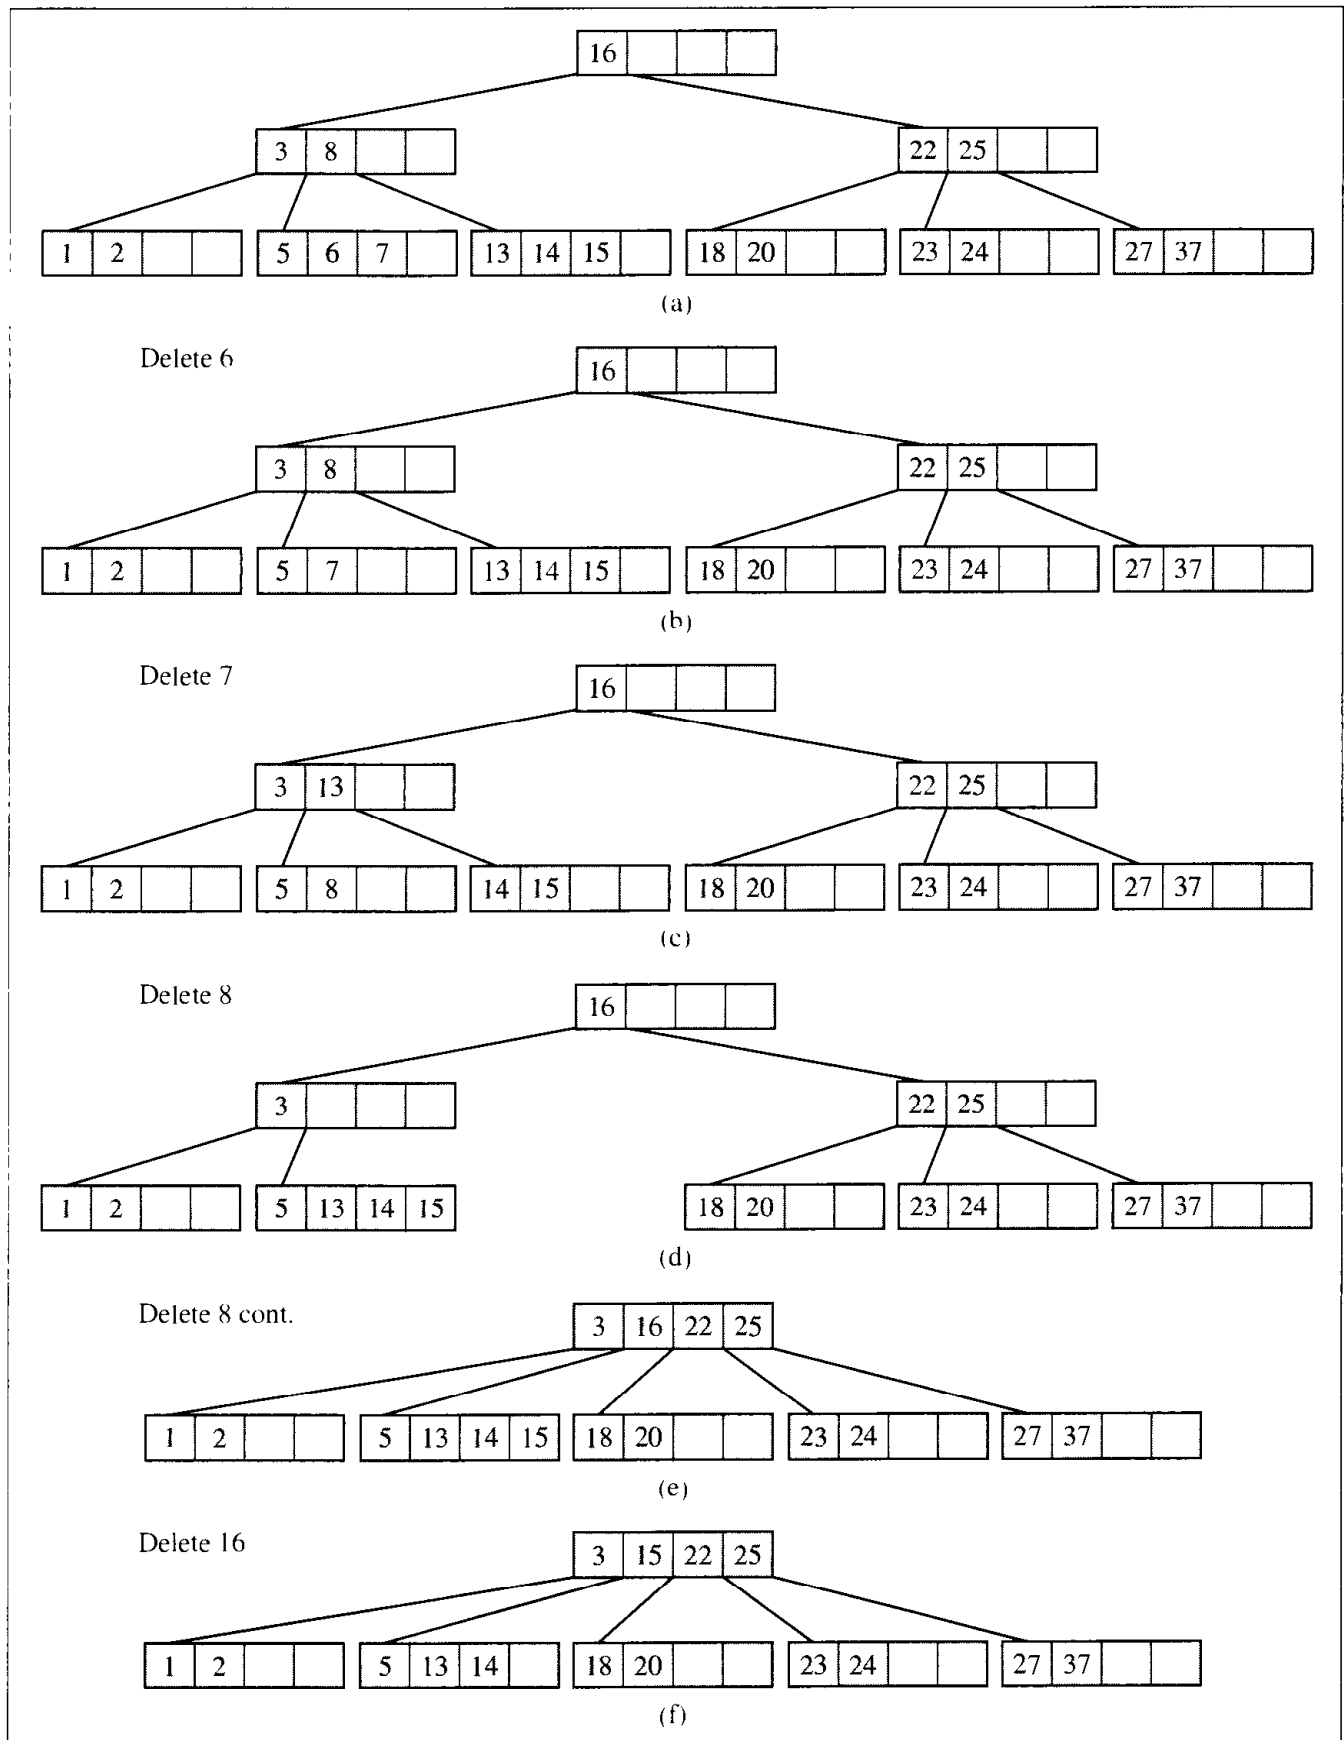 16
3 8 22 25
1 2 5 6 7 13 14 15 18 20 23 24 27 37
(a)
Delete 6
16
3 8 22 25
1 2 5 7 13 14 15 18 20 23 24 27 37
(b)
Delete 7
16
3 13 22 25
1 2 5 8 14 15 18 20 23 24 27 37
(c)
Delete 8
16
3 22 25
1 2 5 13 14 15 18 20 23 24 27 37
(d)
Delete 8 cont.
3 16 22 25
1 2 5 13 14 15 18 20 23 24 27 37
(e)
Delete 16
3 15 22 25
1 2 5 13 14 18 20 23 24 27 37
(f)